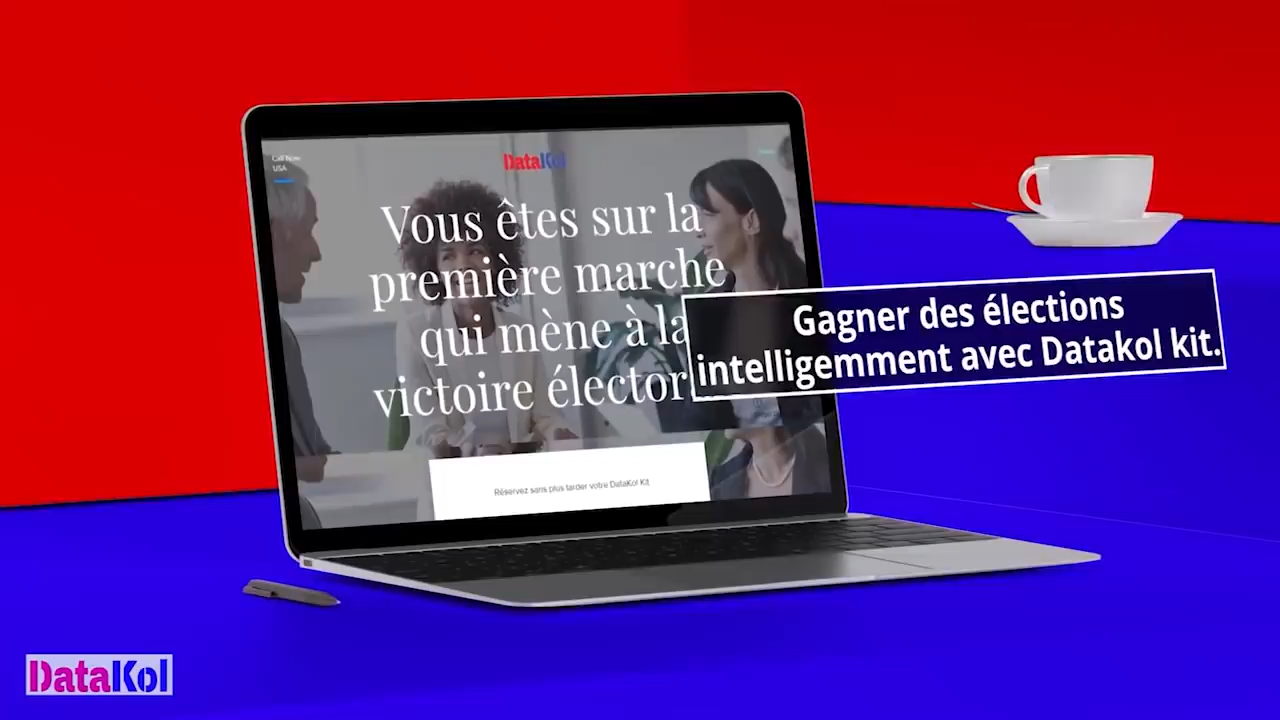 Call Now
USA
DataKol
Vous êtes sur la
première marche
qui mène à la
victoire élector
Gagner des élections
intelligemment avec Datakol kit.
Réservez sans plus tarder votre DataKol Kit
DataKol